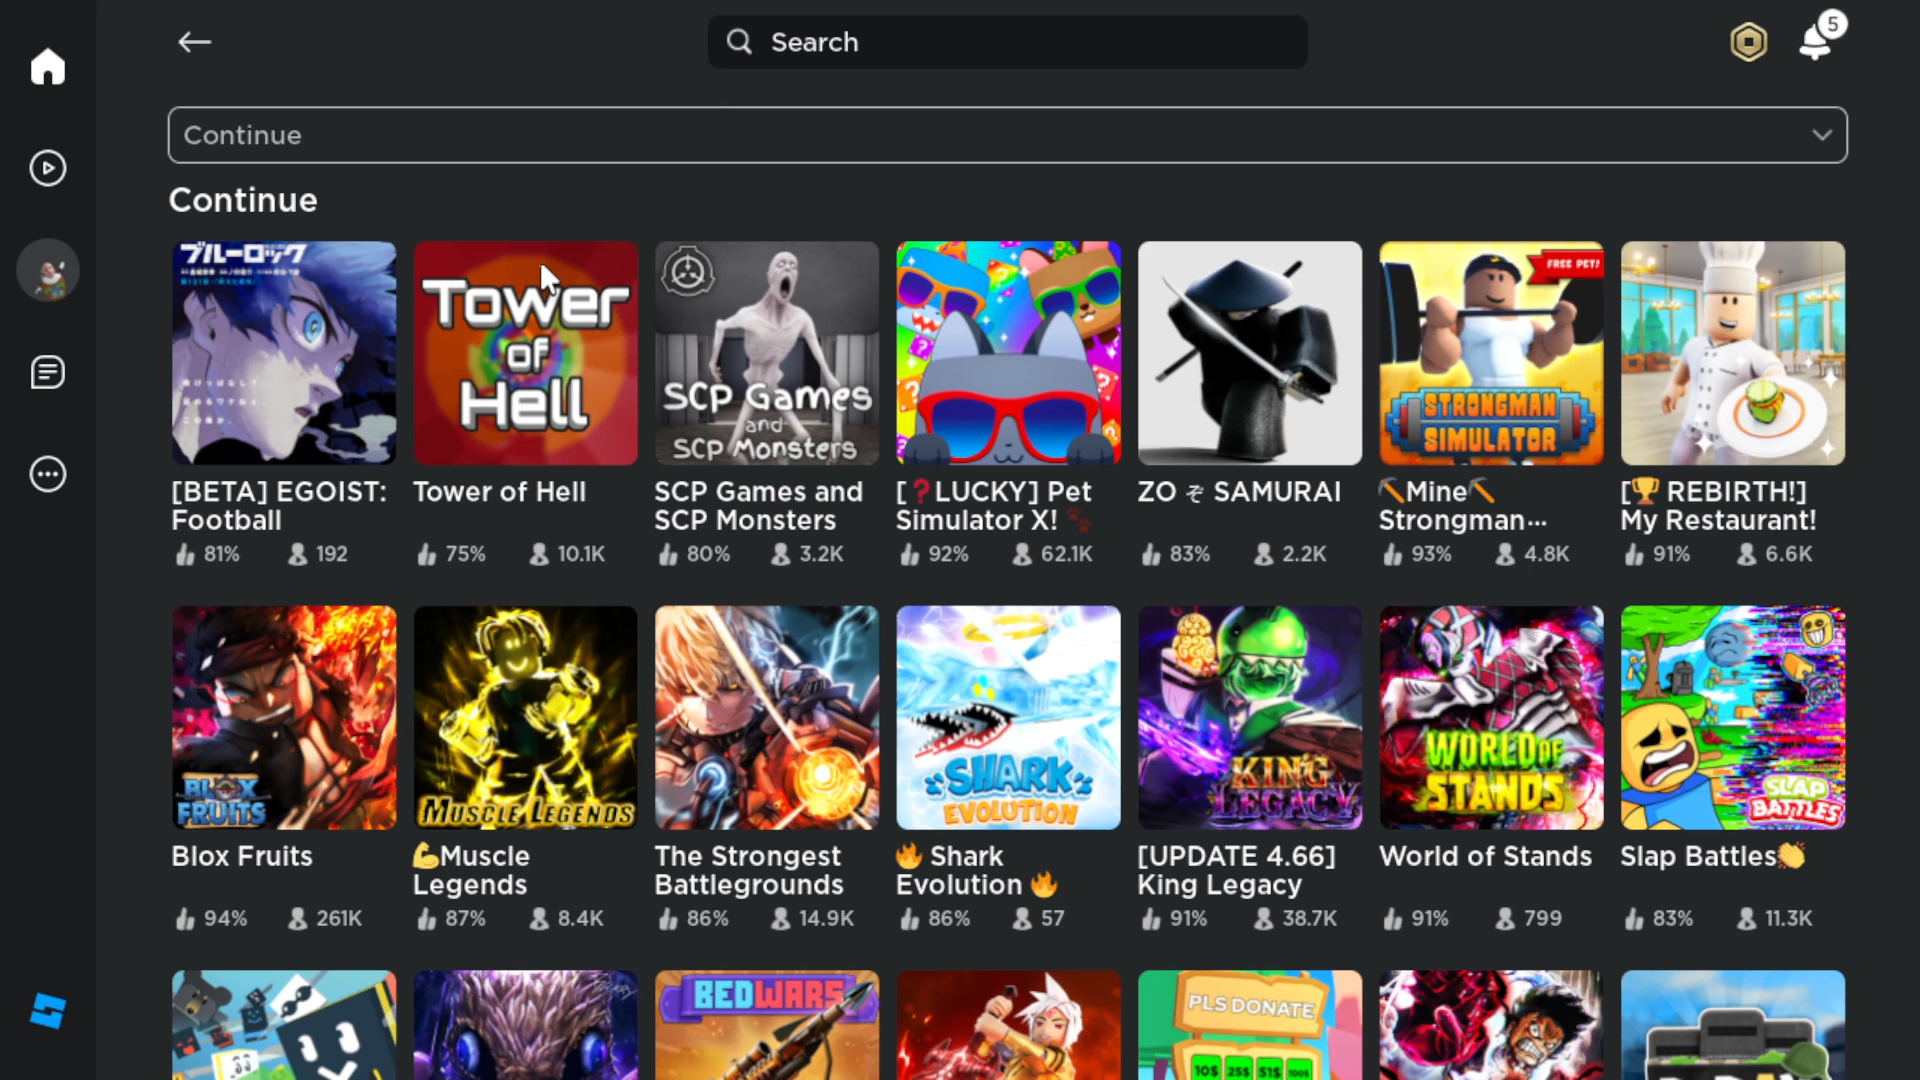 Search
5
Continue
Continue
ブルーロック
Tower
of
Hell
SCP Games
and
SCP Monsters
FREE PET!
STRONGMAN
SIMULATOR
[BETA] EGOIST:
Football
81% 192
Tower of Hell
75% 10.1K
SCP Games and
SCP Monsters
80% 3.2K
[❓LUCKY] Pet
Simulator X! 🐾
92% 62.1K
ZO ぞ SAMURAI
83% 2.2K
⛏️Mine⛏️
Strongman...
93% 4.8K
[🏆 REBIRTH!]
My Restaurant!
91% 6.6K
BLOX
FRUITS
MUSCLE LEGENDS
SHARK
EVOLUTION
KING
LEGACY
WORLD OF
STANDS
SLAP
BATTLES
Blox Fruits
94% 261K
💪Muscle
Legends
87% 8.4K
The Strongest
Battlegrounds
86% 14.9K
🔥 Shark
Evolution 🔥
86% 57
[UPDATE 4.66]
King Legacy
91% 38.7K
World of Stands
91% 799
Slap Battles👏
83% 11.3K
BEDWARS
PLS DONATE
10$ 25$ 51$ 100$